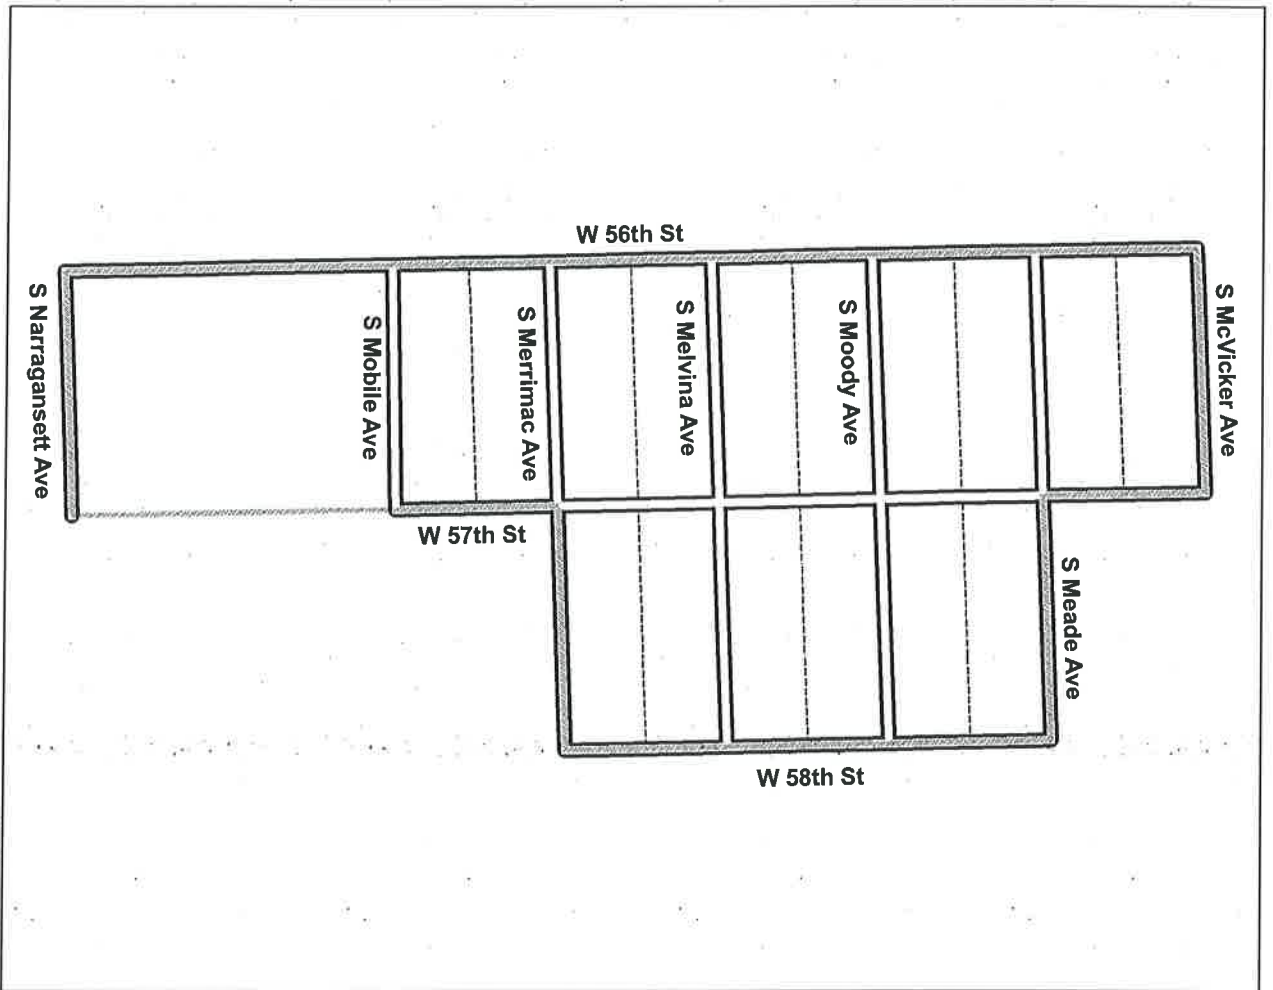 W 56th St
S Narragansett Ave
S Mobile Ave
S Merrimac Ave
S Melvina Ave
S Moody Ave
S McVicker Ave
W 57th St
S Meade Ave
W 58th St